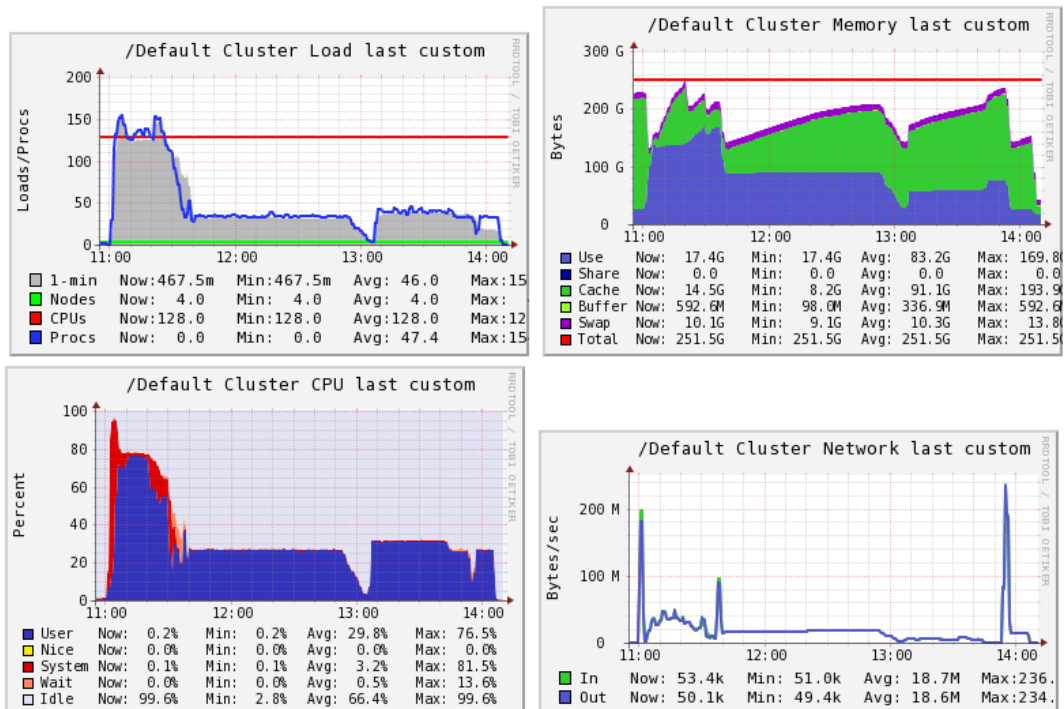 /Default Cluster Load last custom
RRDTOOL / TOBI OETIKER
Loads/Procs
200
150
100
50
0
11:00 12:00 13:00 14:00
1-min Now:467.5m Min:467.5m Avg: 46.0 Max:15
Nodes Now: 4.0 Min: 4.0 Avg: 4.0 Max:
CPUs Now:128.0 Min:128.0 Avg:128.0 Max:12
Procs Now: 0.0 Min: 0.0 Avg: 47.4 Max:15
/Default Cluster Memory last custom
RRDTOOL / TOBI OETIKER
Bytes
300 G
200 G
100 G
0
11:00 12:00 13:00 14:00
Use Now: 17.4G Min: 17.4G Avg: 83.2G Max: 169.8
Share Now: 0.0 Min: 0.0 Avg: 0.0 Max: 0.0
Cache Now: 14.5G Min: 8.2G Avg: 91.1G Max: 193.9
Buffer Now: 592.6M Min: 98.0M Avg: 336.9M Max: 592.6
Swap Now: 10.1G Min: 9.1G Avg: 10.3G Max: 13.8
Total Now: 251.5G Min: 251.5G Avg: 251.5G Max: 251.5
/Default Cluster CPU last custom
RRDTOOL / TOBI OETIKER
Percent
100
80
60
40
20
0
11:00 12:00 13:00 14:00
User Now: 0.2% Min: 0.2% Avg: 29.8% Max: 76.5%
Nice Now: 0.0% Min: 0.0% Avg: 0.0% Max: 0.0%
System Now: 0.1% Min: 0.1% Avg: 3.2% Max: 81.5%
Wait Now: 0.0% Min: 0.0% Avg: 0.5% Max: 13.6%
Idle Now: 99.6% Min: 2.8% Avg: 66.4% Max: 99.6%
/Default Cluster Network last custom
RRDTOOL / TOBI OETIKER
Bytes/sec
200 M
100 M
0
11:00 12:00 13:00 14:00
In Now: 53.4k Min: 51.0k Avg: 18.7M Max:236.
Out Now: 50.1k Min: 49.4k Avg: 18.6M Max:234.